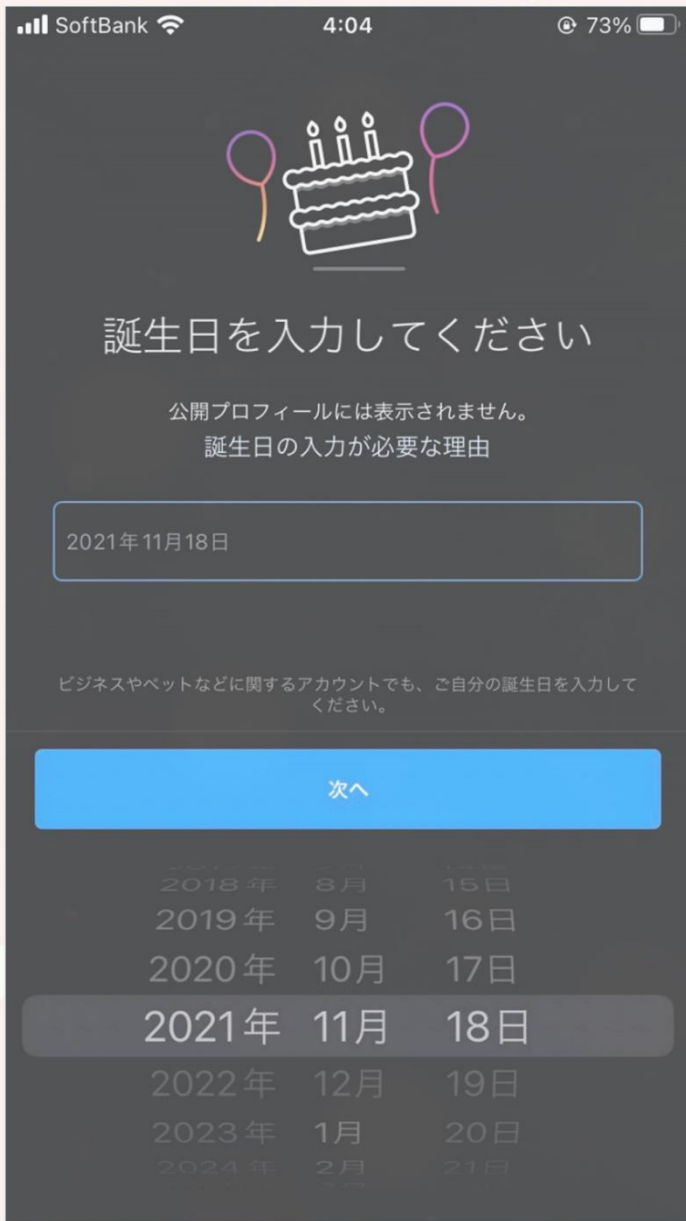 SoftBank 4:04 73%
誕生日を入力してください
公開プロフィールには表示されません。
誕生日の入力が必要な理由
2021年11月18日
ビジネスやペットなどに関するアカウントでも、ご自分の誕生日を入力して
ください。
次へ
2018年 8月 15日
2019年 9月 16日
2020年 10月 17日
2021年 11月 18日
2022年 12月 19日
2023年 1月 20日
2024年 2月 21日